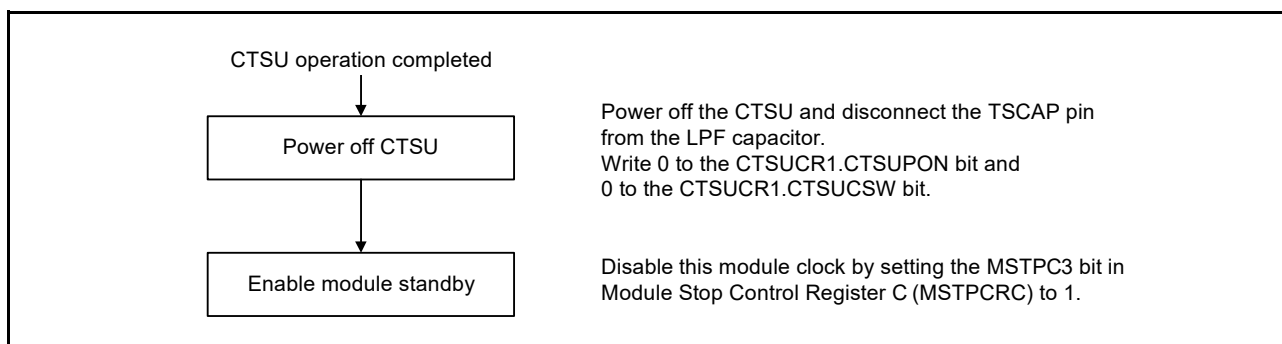 CTSU operation completed
Power off CTSU
Power off the CTSU and disconnect the TSCAP pin
from the LPF capacitor.
Write 0 to the CTSUCR1.CTSUPON bit and
0 to the CTSUCR1.CTSUCSW bit.
Enable module standby
Disable this module clock by setting the MSTPC3 bit in
Module Stop Control Register C (MSTPCRC) to 1.